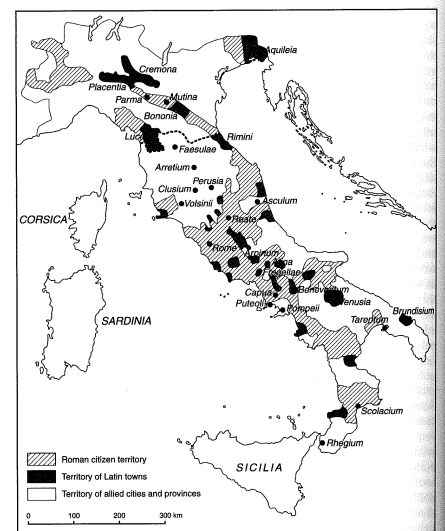 Aquileia
Cremona
Placentia
Parma
Mutina
Bononia
Luca
Rimini
Faesulae
Arretium
Perusia
Clusium
Volsinii
Asculum
CORSICA
Reate
Rome
Arpinum
Fregellae
Beneventum
Capua
Venusia
Brundisium
Puteoli
Pompeii
Tarentum
SARDINIA
Scolacium
Rhegium
SICILIA
Roman citizen territory
Territory of Latin towns
Territory of allied cities and provinces
0 100 200 300 km